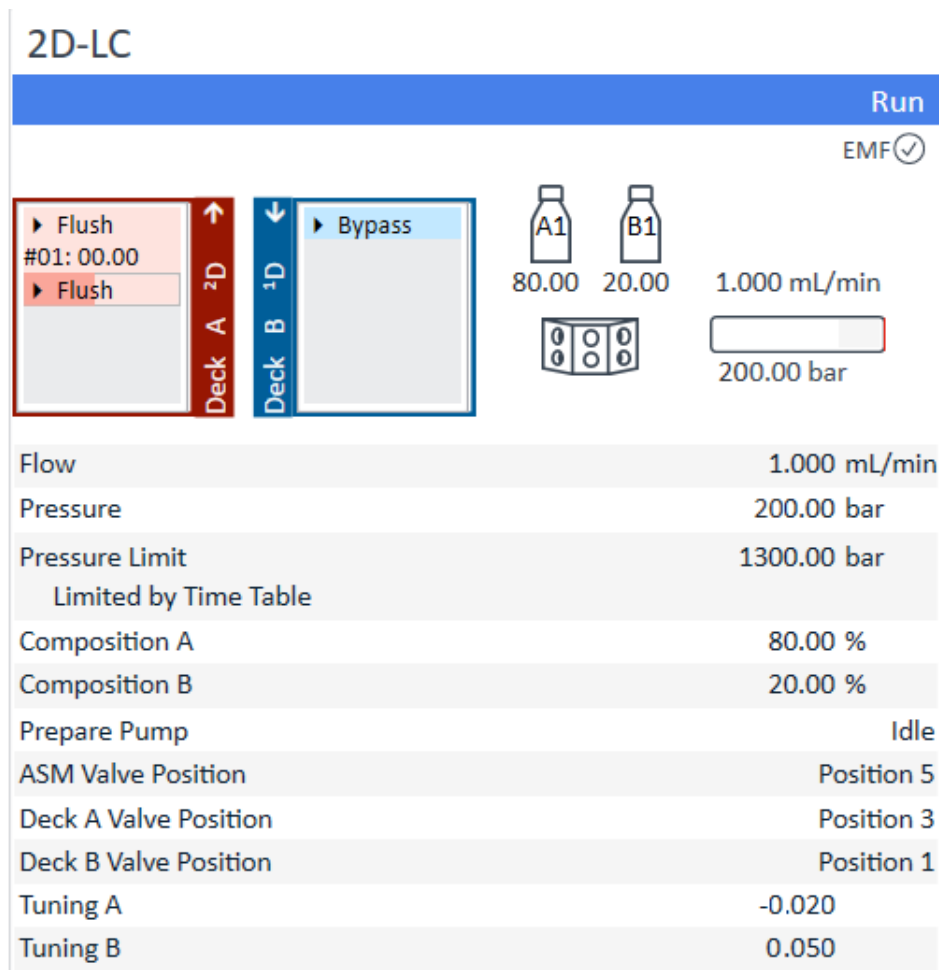 2D-LC
Run
EMF
Flush
#01: 00.00
Flush
Deck A ²D
Deck B ¹D
Bypass
A1
B1
80.00 20.00 1.000 mL/min
200.00 bar
Flow 1.000 mL/min
Pressure 200.00 bar
Pressure Limit 1300.00 bar
Limited by Time Table
Composition A 80.00 %
Composition B 20.00 %
Prepare Pump Idle
ASM Valve Position Position 5
Deck A Valve Position Position 3
Deck B Valve Position Position 1
Tuning A -0.020
Tuning B 0.050